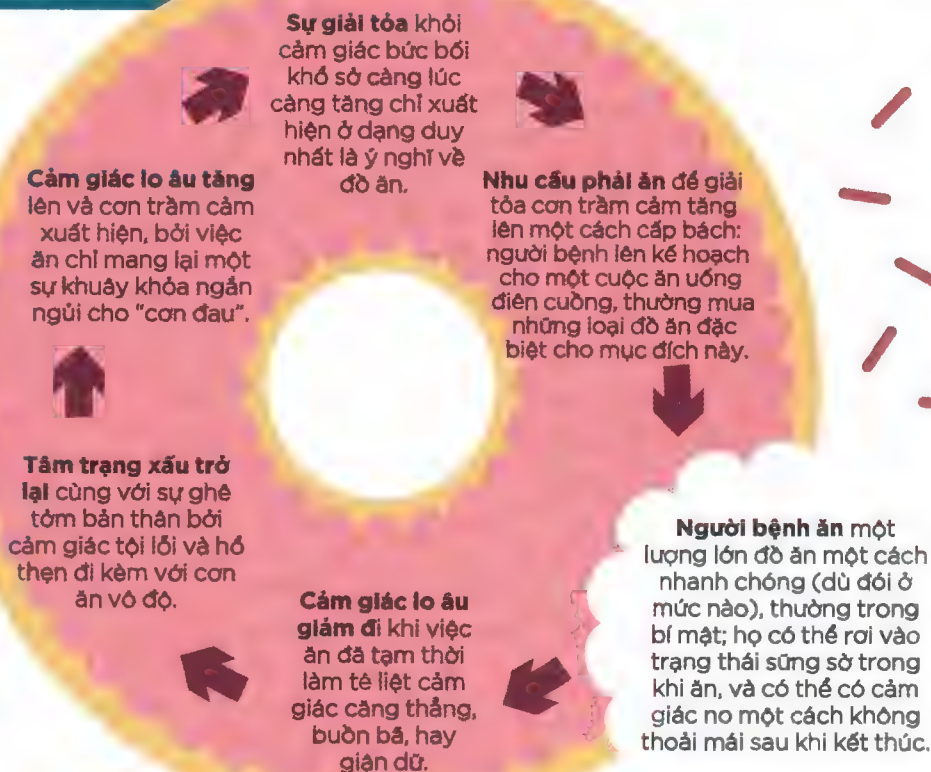 Sự giải tỏa khỏi
cảm giác bức bối
khổ sở càng lúc
càng tăng chỉ xuất
hiện ở dạng duy
nhất là ý nghĩ về
đồ ăn.
Nhu cầu phải ăn để giải
tỏa cơn trầm cảm tăng
lên một cách cấp bách:
người bệnh lên kế hoạch
cho một cuộc ăn uống
điên cuồng, thường mua
những loại đồ ăn đặc
biệt cho mục đích này.
Người bệnh ăn một
lượng lớn đồ ăn một cách
nhanh chóng (dù đói ở
mức nào), thường trong
bí mật; họ có thể rơi vào
trạng thái sững sờ trong
khi ăn, và có thể có cảm
giác no một cách không
thoải mái sau khi kết thúc.
Cảm giác lo âu
giảm đi khi việc
ăn đã tạm thời
làm tê liệt cảm
giác căng thẳng,
buồn bã, hay
giận dữ.
Tâm trạng xấu trở
lại cùng với sự ghê
tởm bản thân bởi
cảm giác tội lỗi và hổ
thẹn đi kèm với cơn
ăn vô độ.
Cảm giác lo âu tăng
lên và cơn trầm cảm
xuất hiện, bởi việc
ăn chỉ mang lại một
sự khuây khỏa ngắn
ngủi cho "cơn đau".